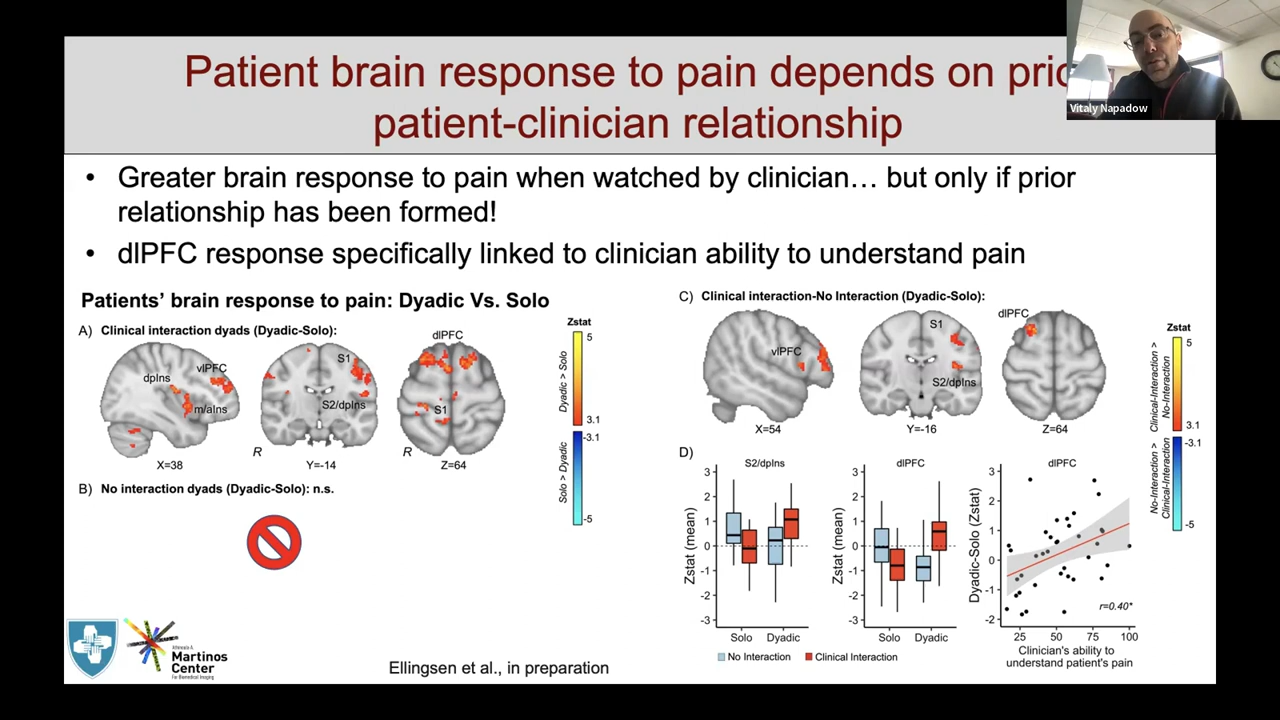 Patient brain response to pain depends on
patient-clinician relationship
Vitaly Napadow
• Greater brain response to pain when watched by clinician… but only if prior
relationship has been formed!
• dlPFC response specifically linked to clinician ability to understand pain
Patients' brain response to pain: Dyadic Vs. Solo
A) Clinical interaction dyads (Dyadic-Solo):
dpIns
vlPFC
m/aIns
X=38
S1
S2/dpIns
R
Y=-14
dlPFC
S1
R
Z=64
Zstat
5
Dyadic > Solo
3.1
-3.1
Solo > Dyadic
-5
B) No interaction dyads (Dyadic-Solo): n.s.
C) Clinical interaction-No Interaction (Dyadic-Solo):
vlPFC
X=54
S1
S2/dpIns
Y=-16
dlPFC
Z=64
Zstat
5
Clinical-Interaction >
No-Interaction
3.1
-3.1
No-Interaction >
Clinical-Interaction
-5
D)
S2/dpIns
Zstat (mean)
3
2
1
0
-1
-2
-3
Solo Dyadic
dlPFC
Zstat (mean)
3
2
1
0
-1
-2
-3
Solo Dyadic
No Interaction Clinical Interaction
dlPFC
Dyadic-Solo (Zstat)
3
2
1
0
-1
-2
r=0.40*
25 50 75 100
Clinician's ability to
understand patient's pain
Martinos
Center
For Biomedical Imaging
Ellingsen et al., in preparation